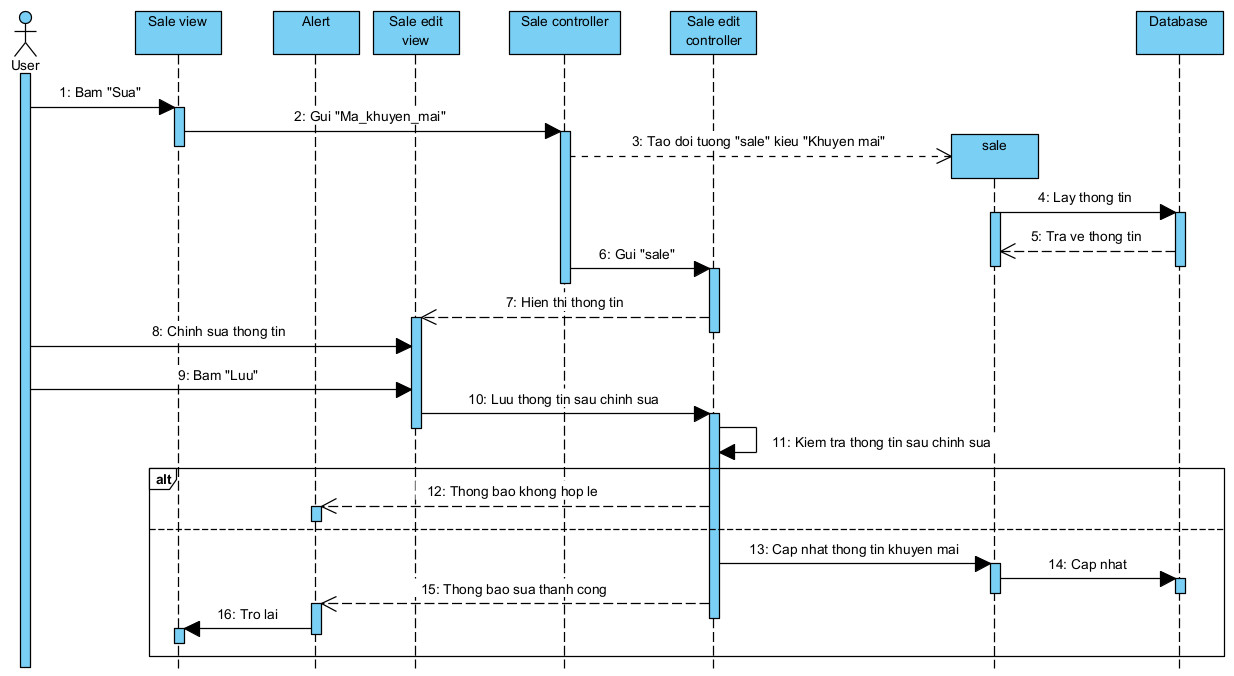 Sale view
Alert
Sale edit
view
Sale controller
Sale edit
controller
Database
User
1: Bam "Sua"
2: Gui "Ma_khuyen_mai"
3: Tao doi tuong "sale" kieu "Khuyen mai"
sale
4: Lay thong tin
5: Tra ve thong tin
6: Gui "sale"
7: Hien thi thong tin
8: Chinh sua thong tin
9: Bam "Luu"
10: Luu thong tin sau chinh sua
11: Kiem tra thong tin sau chinh sua
alt
12: Thong bao khong hop le
13: Cap nhat thong tin khuyen mai
14: Cap nhat
15: Thong bao sua thanh cong
16: Tro lai